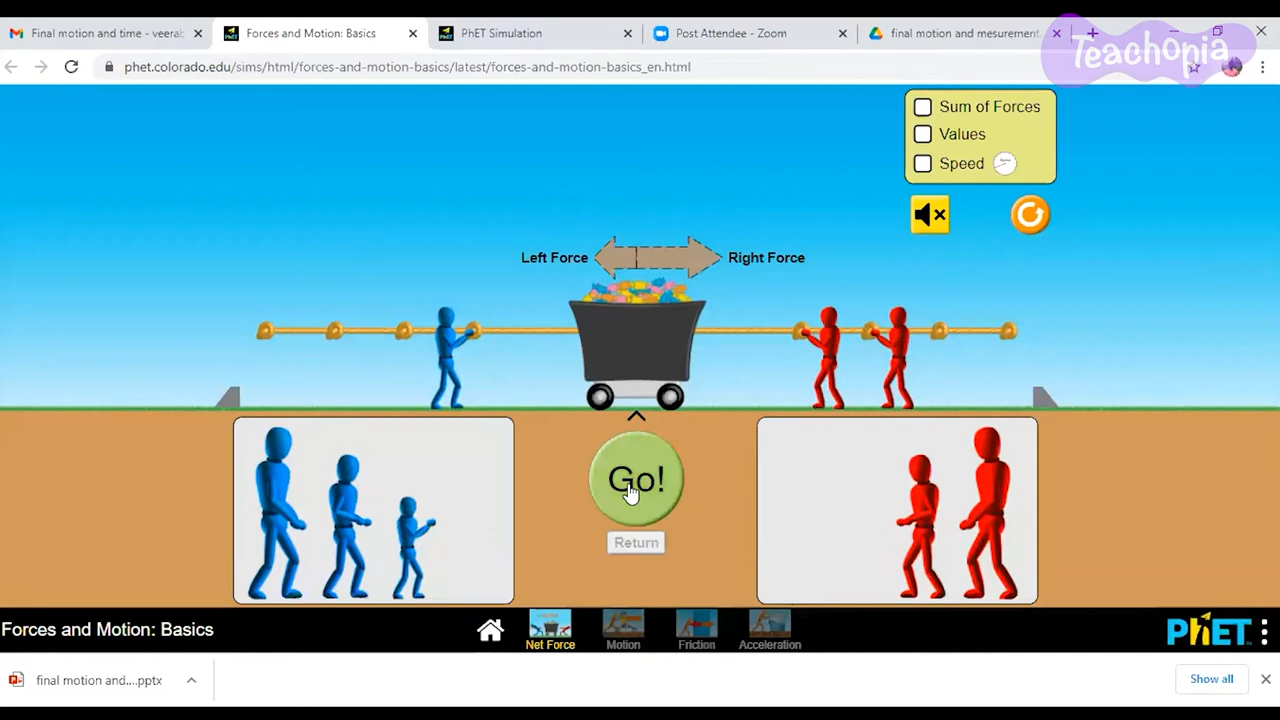 Final motion and time - veerab
Forces and Motion: Basics
PhET Simulation
Post Attendee - Zoom
final motion and mesurement.
Teachopia
phet.colorado.edu/sims/html/forces-and-motion-basics/latest/forces-and-motion-basics_en.html
Sum of Forces
Values
Speed
Left Force
Right Force
Go!
Return
Forces and Motion: Basics
Net Force
Motion
Friction
Acceleration
PhET
final motion and....pptx
Show all